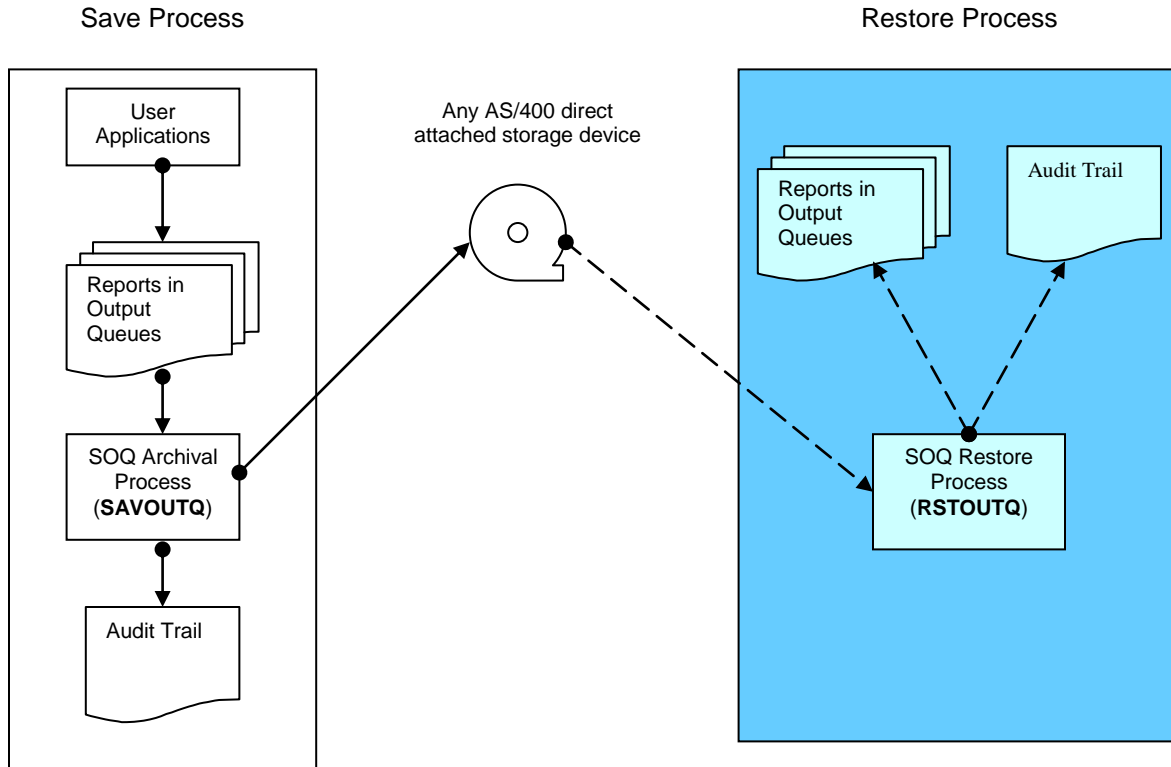 Save Process
Restore Process
User
Applications
Reports in
Output
Queues
SOQ Archival
Process
(SAVOUTQ)
Audit Trail
Any AS/400 direct
attached storage device
Reports in
Output
Queues
Audit Trail
SOQ Restore
Process
(RSTOUTQ)